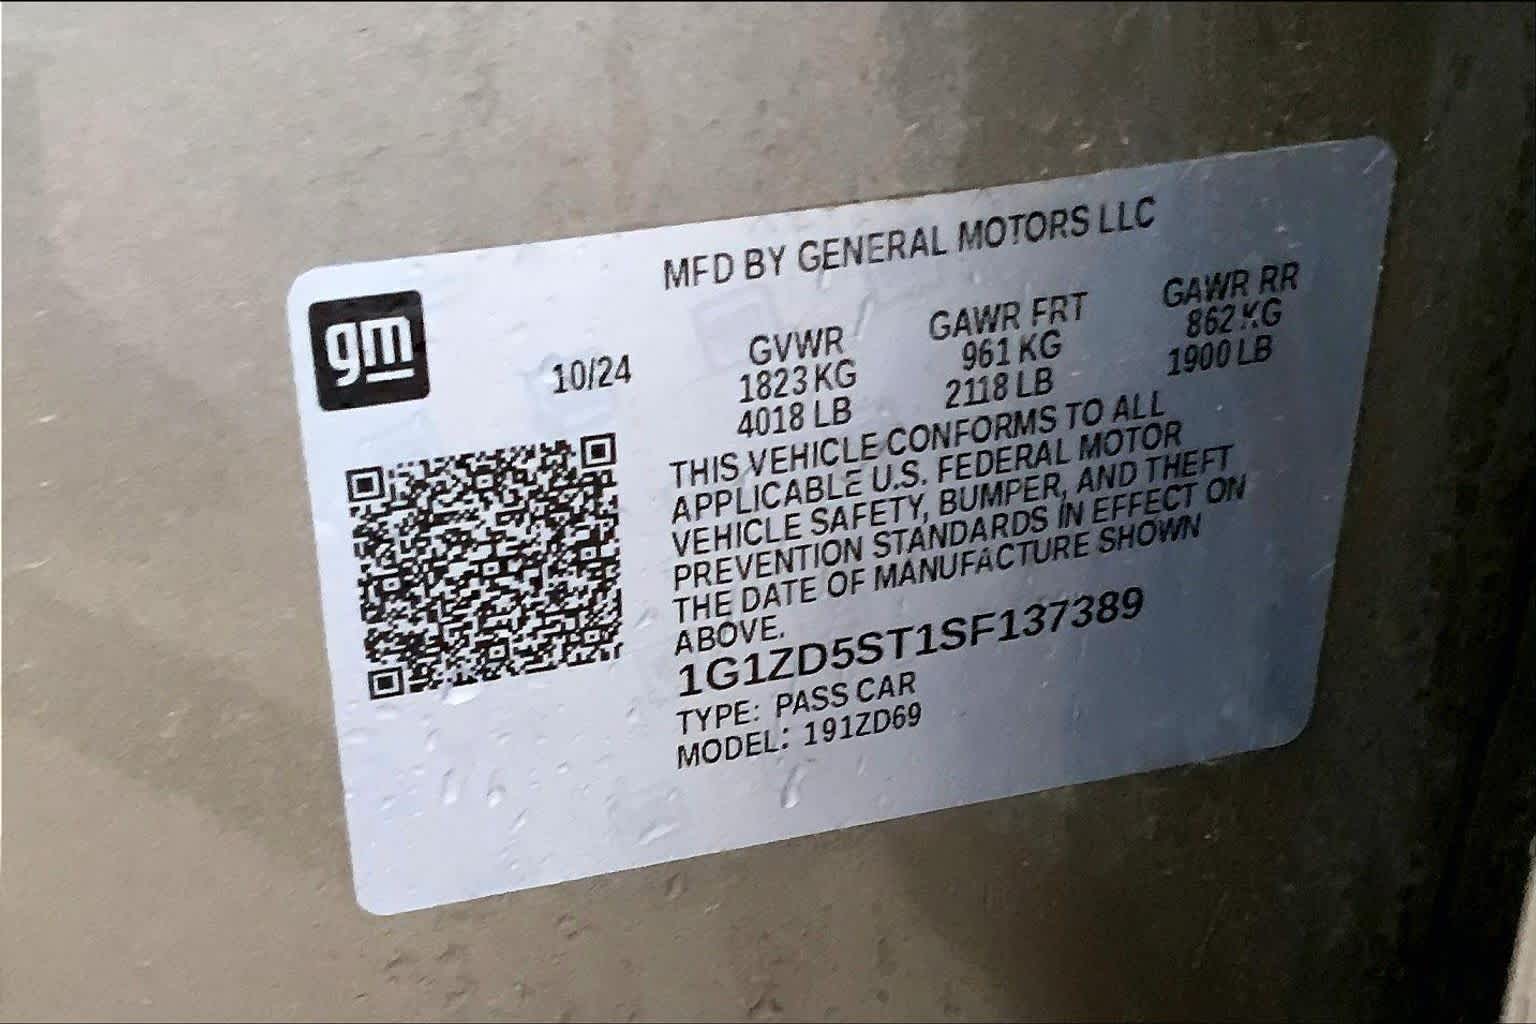 MFD BY GENERAL MOTORS LLC
gm
10/24
GVWR GAWR FRT GAWR RR
1823 KG 961 KG 862 KG
4018 LB 2118 LB 1900 LB
THIS VEHICLE CONFORMS TO ALL
APPLICABLE U.S. FEDERAL MOTOR
VEHICLE SAFETY, BUMPER, AND THEFT
PREVENTION STANDARDS IN EFFECT ON
THE DATE OF MANUFACTURE SHOWN
ABOVE.
1G1ZD5ST1SF137389
TYPE: PASS CAR
MODEL: 191ZD69